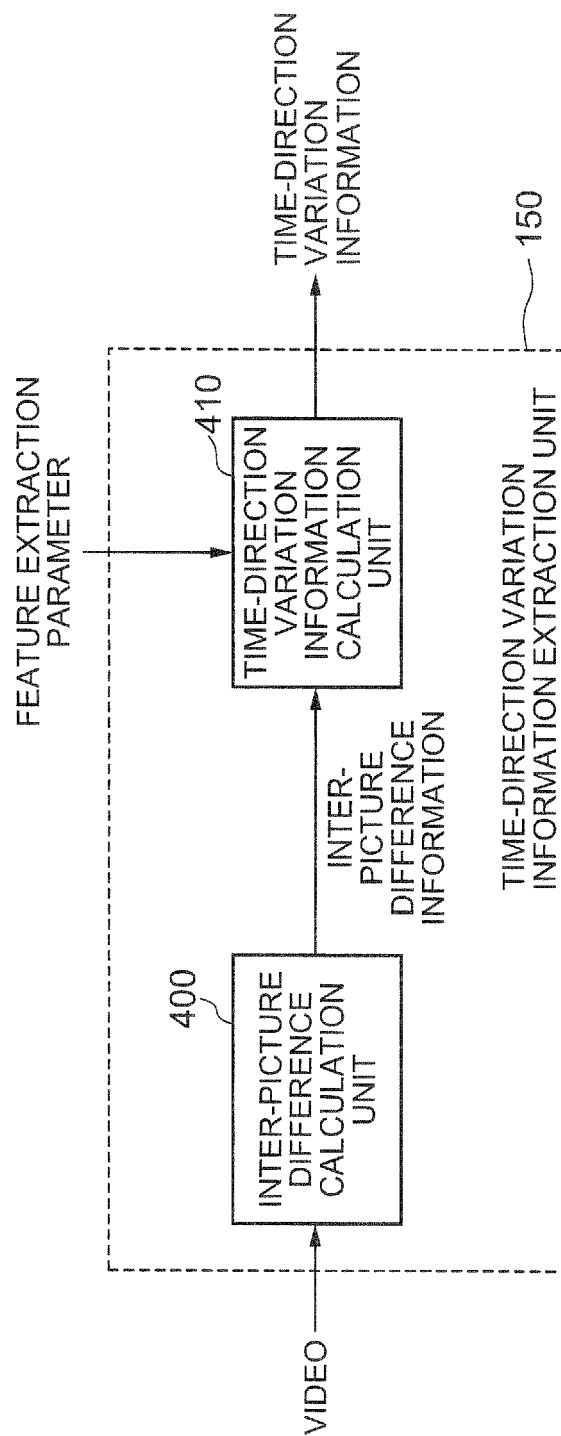 FEATURE EXTRACTION
PARAMETER
410
TIME-DIRECTION
VARIATION
INFORMATION
CALCULATION
UNIT
TIME-DIRECTION
VARIATION
INFORMATION
400
INTER-PICTURE
DIFFERENCE
CALCULATION
UNIT
VIDEO
INTER-
PICTURE
DIFFERENCE
INFORMATION
150
TIME-DIRECTION VARIATION
INFORMATION EXTRACTION UNIT